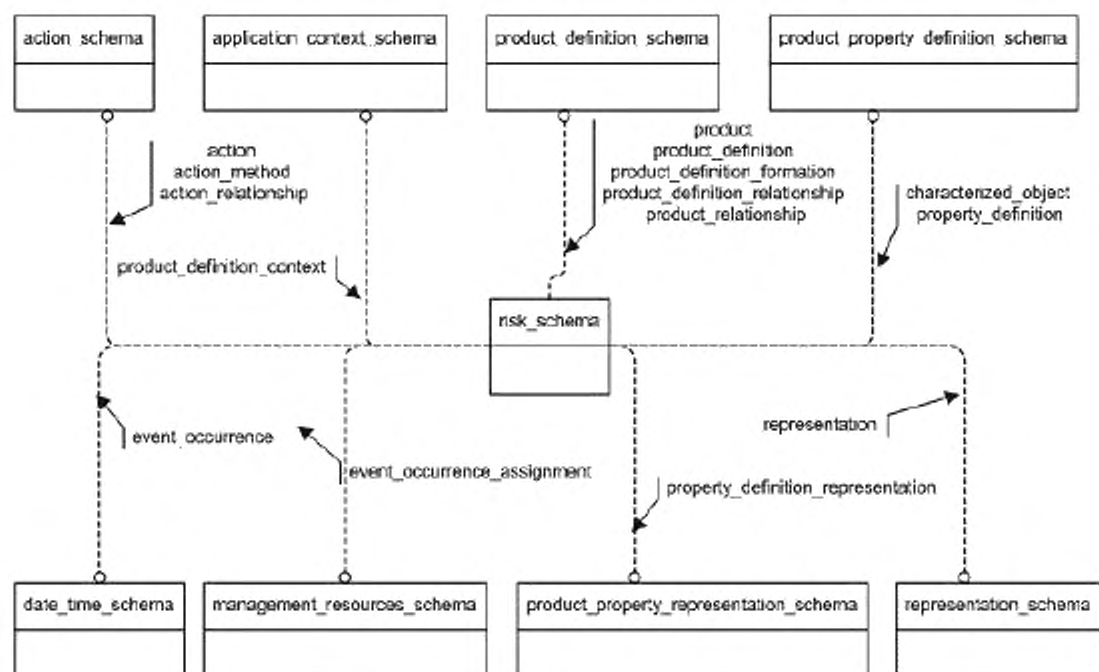 action_schema
application_context_schema
product_definition_schema
product_property_definition_schema
action
action_method
action_relationship
product
product_definition
product_definition_formation
product_definition_relationship
product_relationship
characterized_object
property_definition
product_definition_context
risk_schema
event_occurrence
event_occurrence_assignment
representation
property_definition_representation
date_time_schema
management_resources_schema
product_property_representation_schema
representation_schema